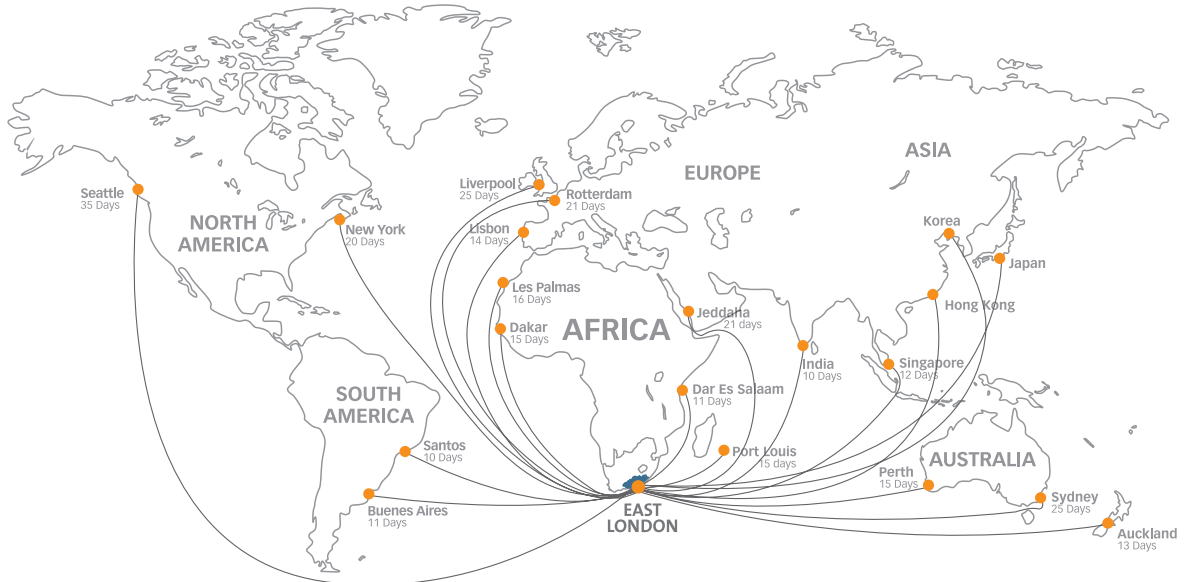 ASIA
EUROPE
Seattle
35 Days
Liverpool
25 Days
Rotterdam
21 Days
NORTH
AMERICA
New York
20 Days
Lisbon
14 Days
Korea
Japan
Les Palmas
16 Days
Hong Kong
Jeddaha
21 days
Dakar
15 Days
AFRICA
India
10 Days
Singapore
12 Days
SOUTH
AMERICA
Dar Es Salaam
11 Days
Santos
10 Days
Port Louis
15 days
AUSTRALIA
Perth
15 Days
Buenes Aires
11 Days
EAST
LONDON
Sydney
25 Days
Auckland
13 Days